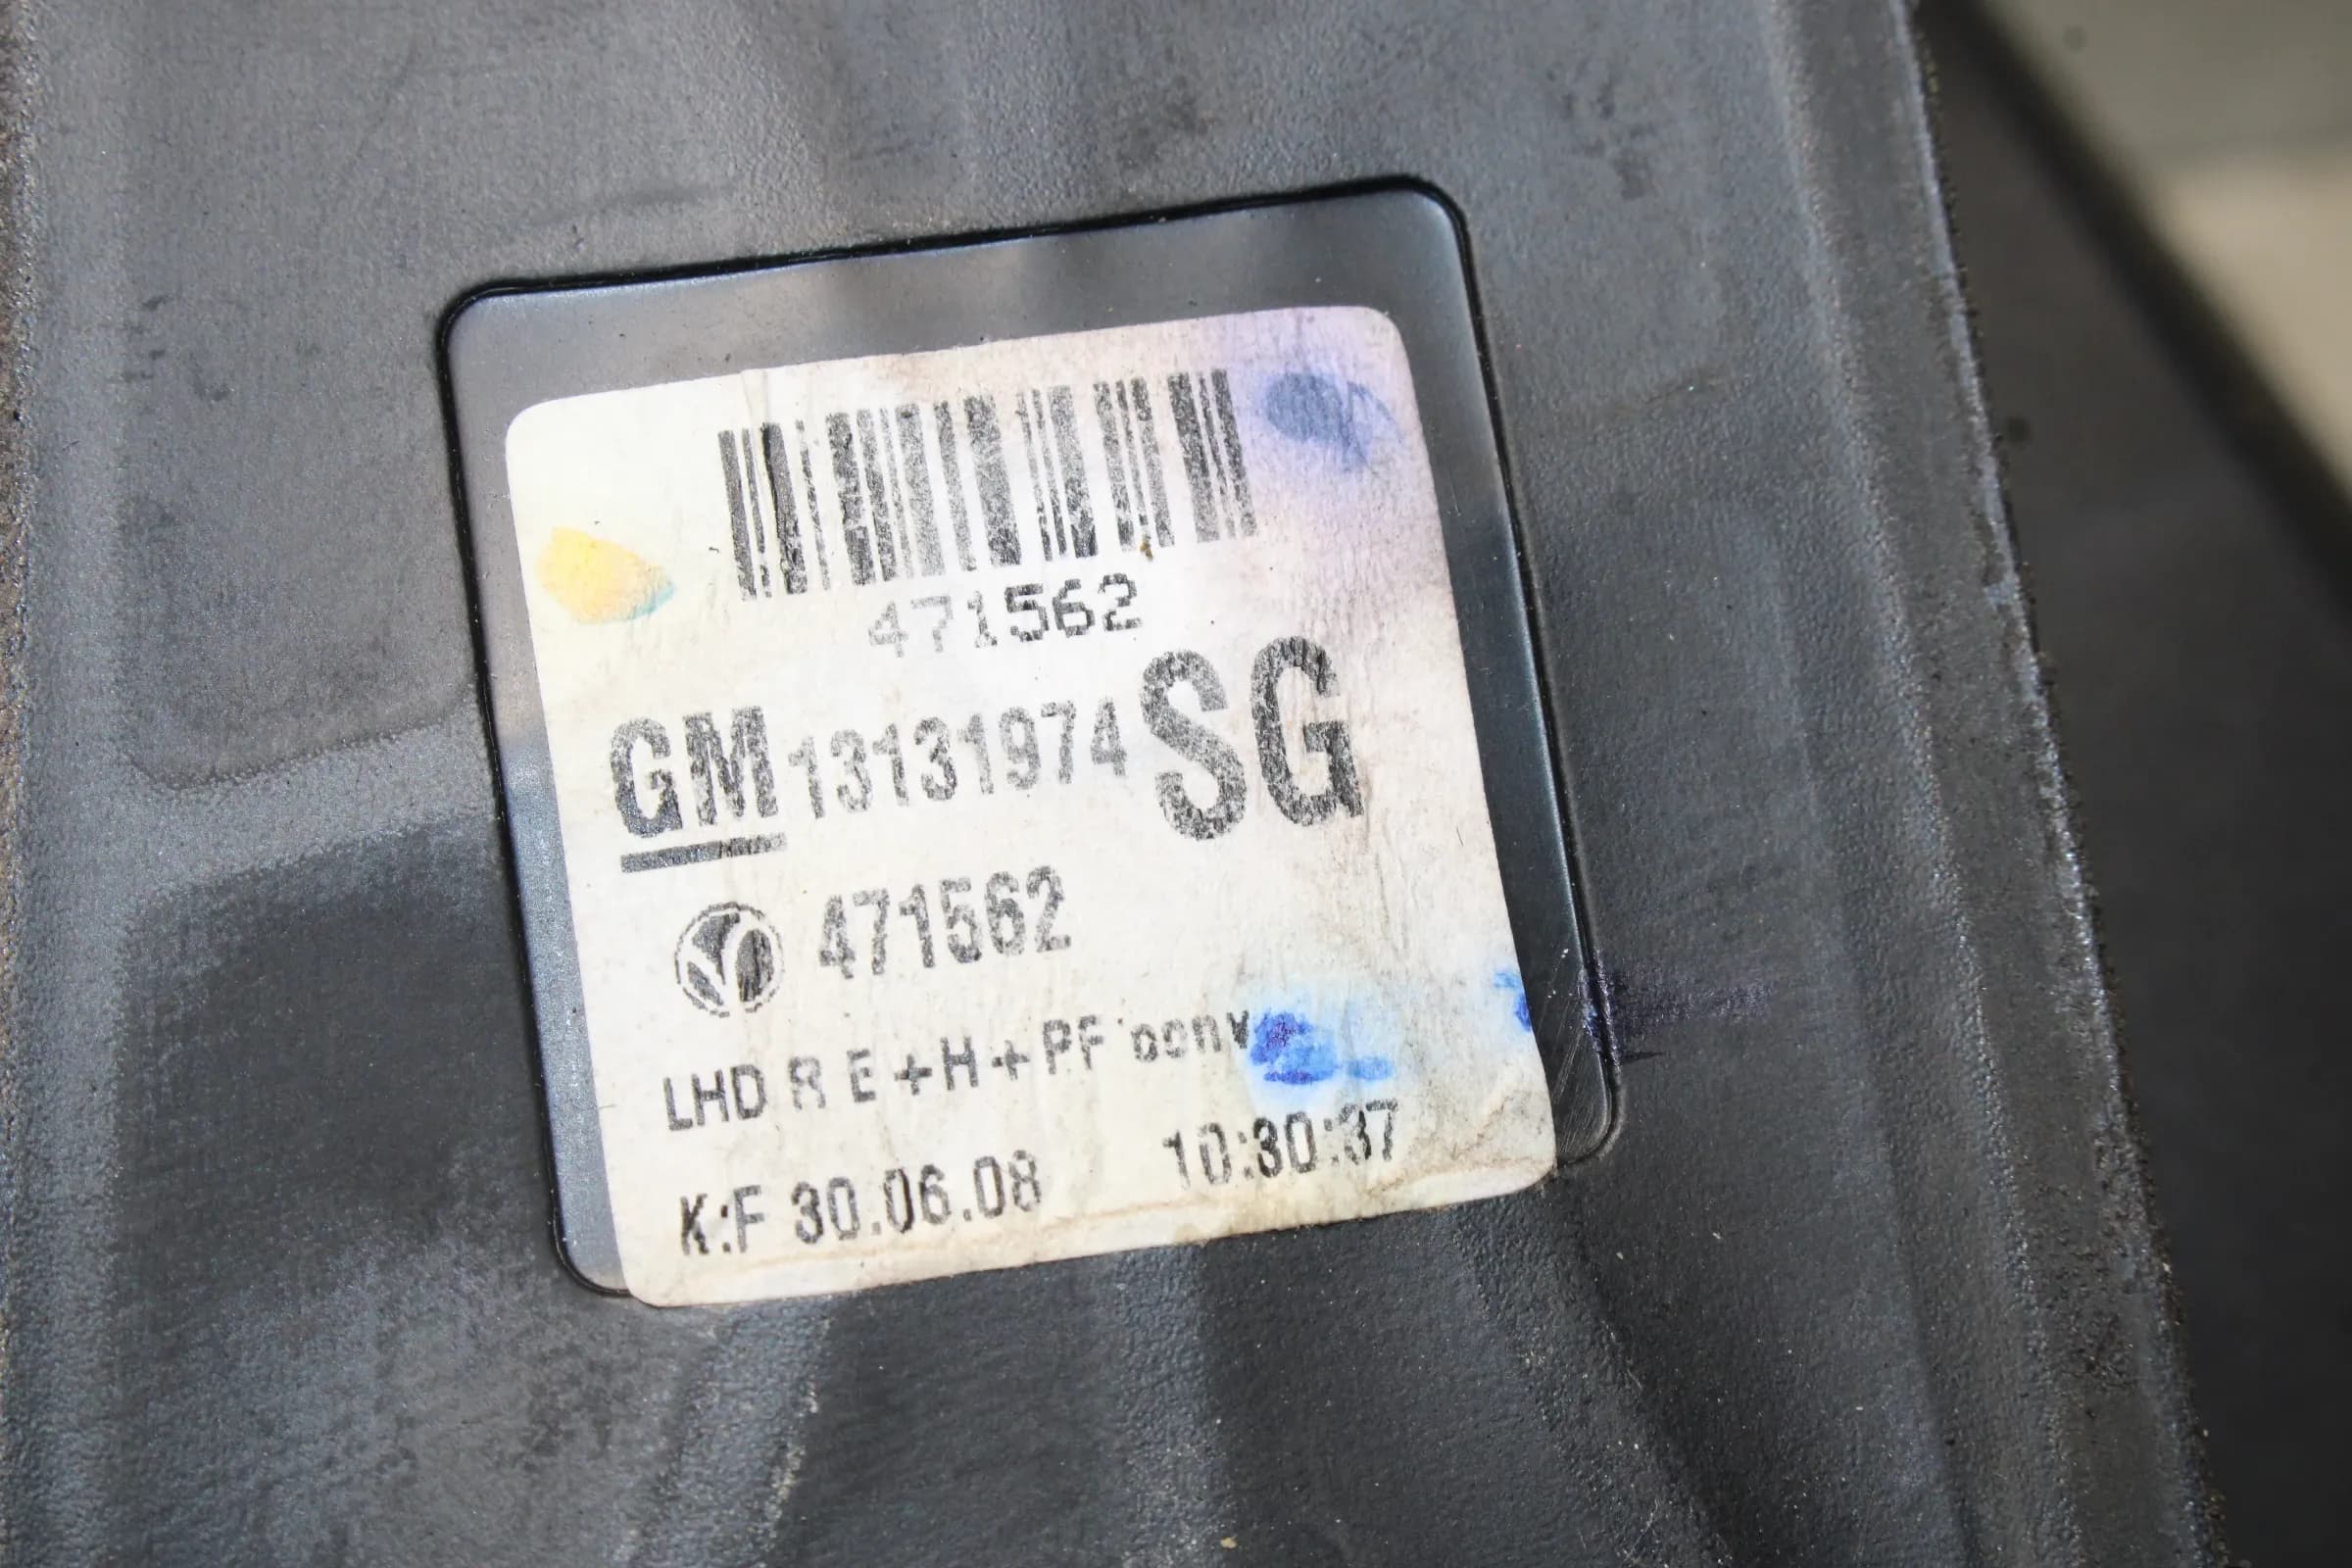 471562
GM 13131974 SG
471562
LHD R E+H+PF conv
K:F 30.06.08 10:30:37